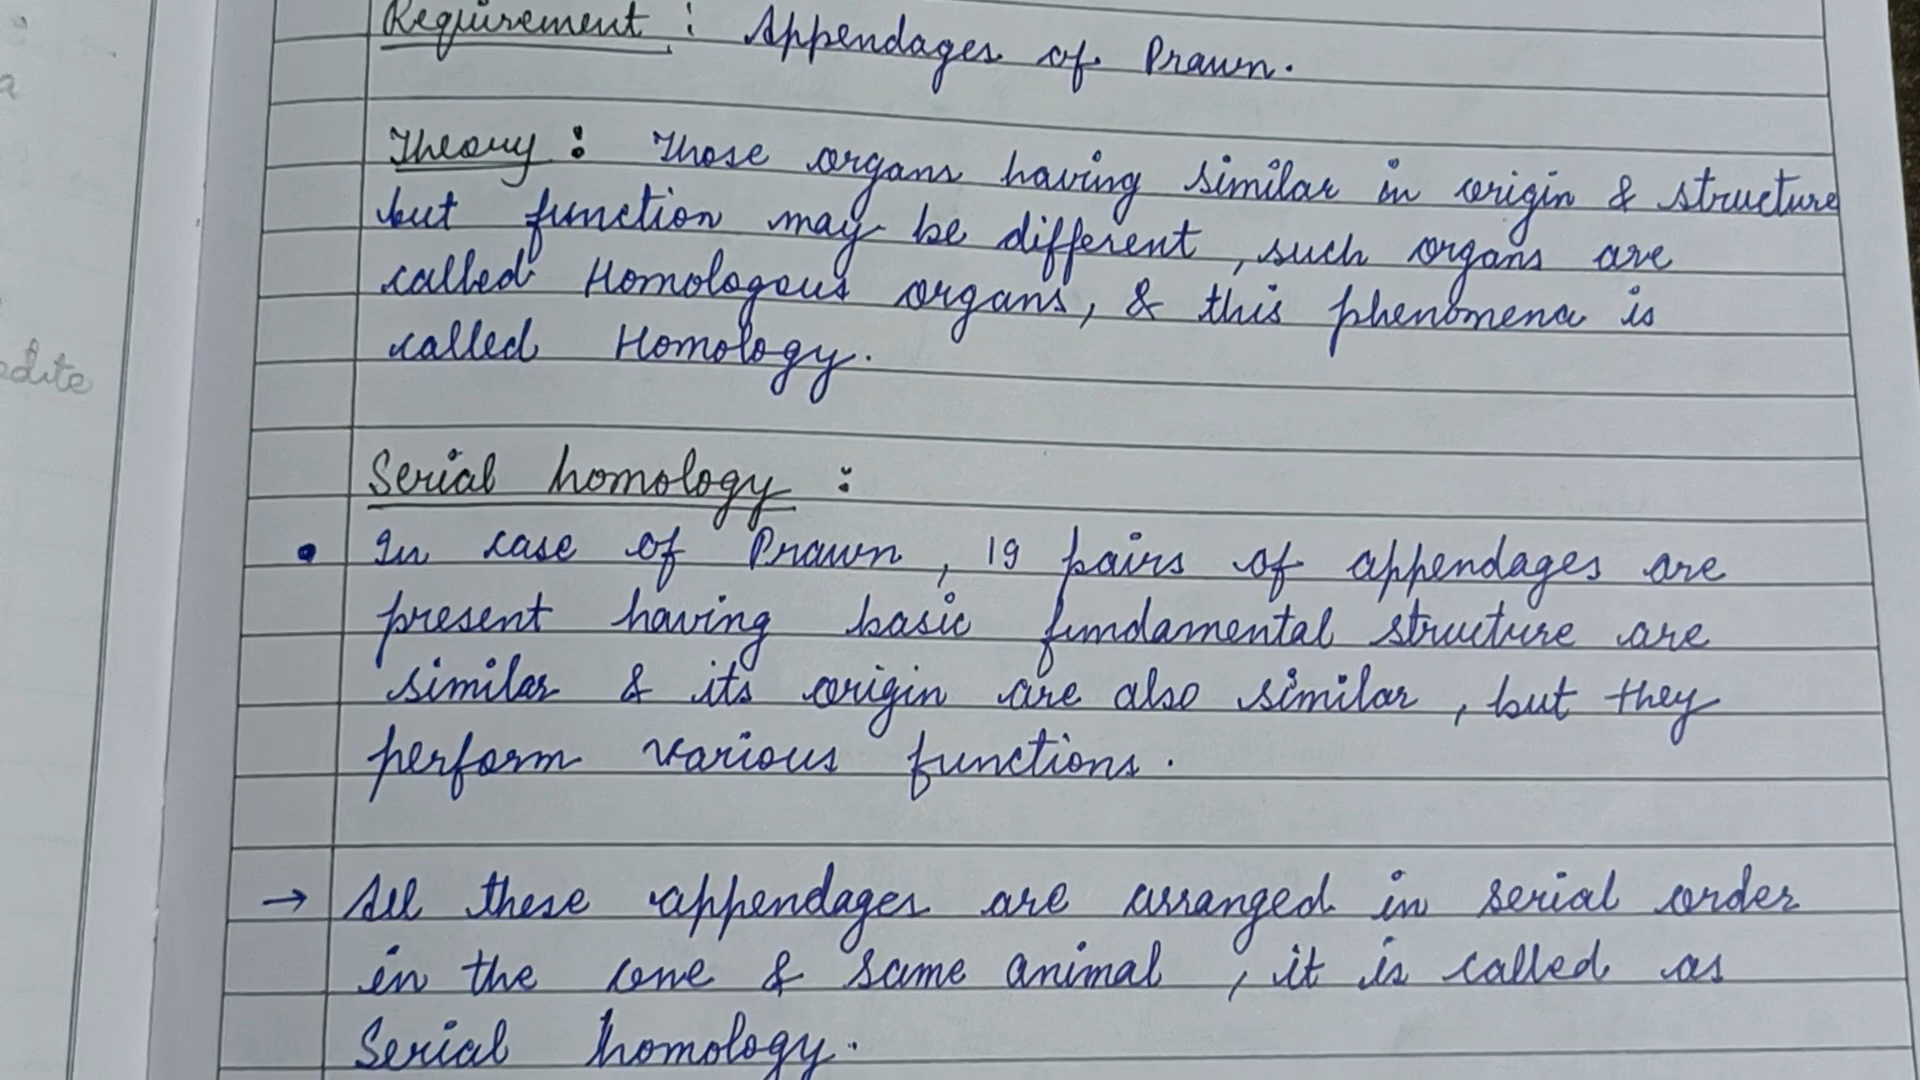 Requirement : Appendages of Prawn.
Theory : Those organs having similar in origin & structure
but function may be different, such organs are
called Homologous organs, & this phenomena is
called Homology.
Serial homology :
• In case of Prawn, 19 pairs of appendages are
present having basic fundamental structure are
similar & its origin are also similar, but they
perform various functions.
→ All these appendages are arranged in serial order
in the one & same animal, it is called as
Serial homology.